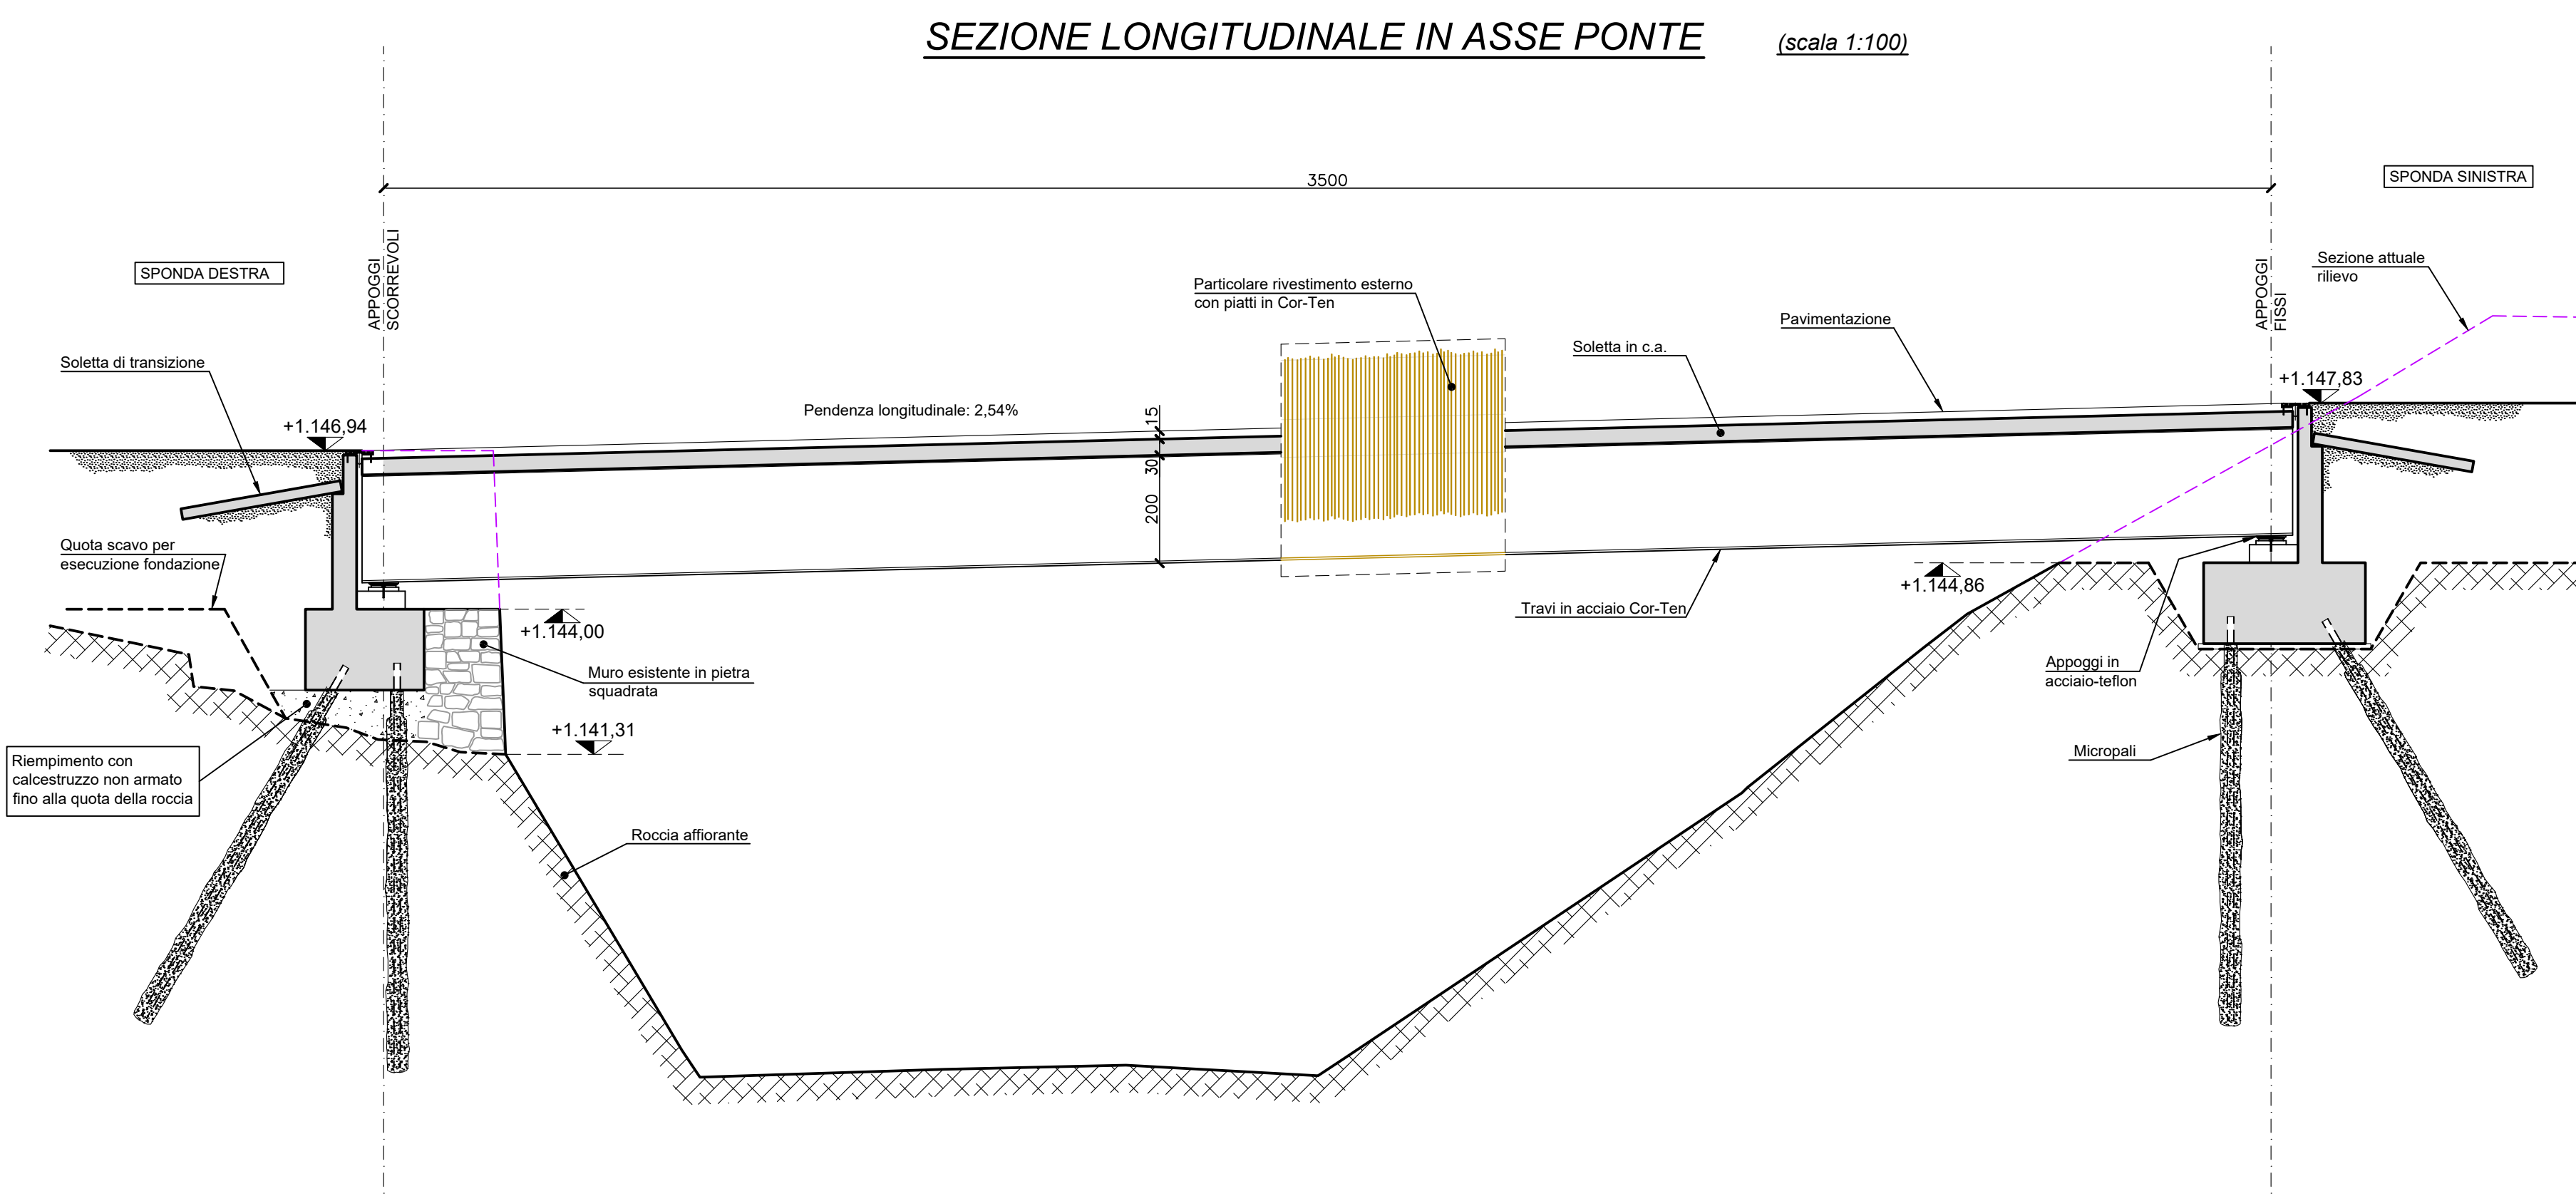 SEZIONE LONGITUDINALE IN ASSE PONTE (scala 1:100)
3500
SPONDA SINISTRA
SPONDA DESTRA
APPOGGI
SCORREVOLI
APPOGGI
FISSI
Sezione attuale
rilievo
Particolare rivestimento esterno
con piatti in Cor-Ten
Pavimentazione
Soletta in c.a.
Soletta di transizione
+1.147,83
Pendenza longitudinale: 2,54%
15
+1.146,94
30
200
Quota scavo per
esecuzione fondazione
+1.144,86
Travi in acciaio Cor-Ten
+1.144,00
Muro esistente in pietra
squadrata
Appoggi in
acciaio-teflon
+1.141,31
Micropali
Riempimento con
calcestruzzo non armato
fino alla quota della roccia
Roccia affiorante